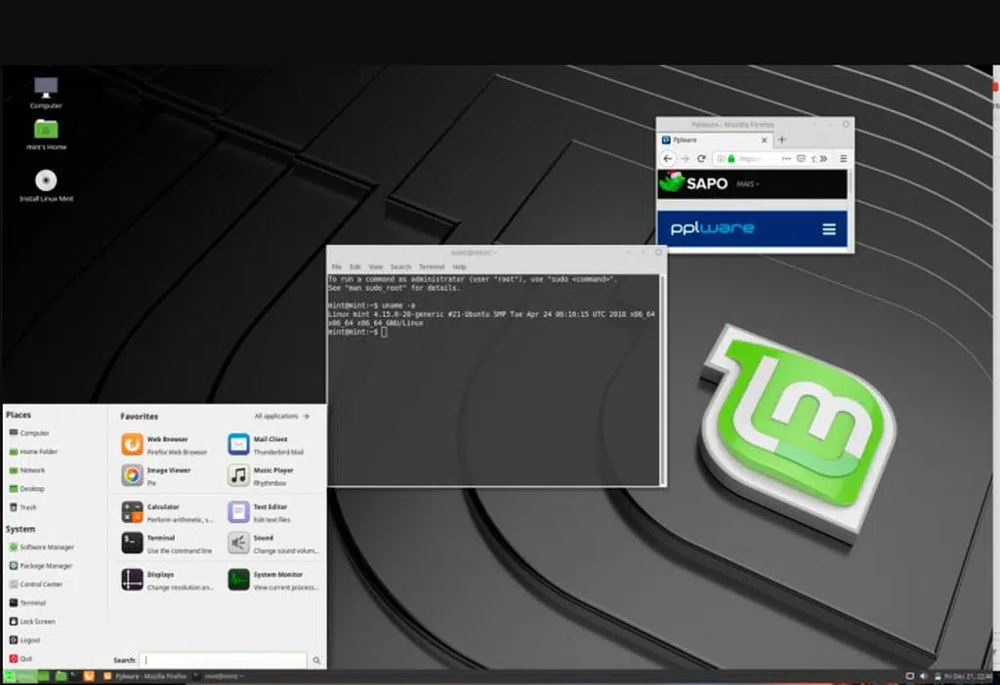 Computer
mint's Home
Install Linux Mint
Pplware - Mozilla Firefox
Pplware
SAPO MAIS
pplware
mint@mint: ~
File Edit View Search Terminal Help
To run a command as administrator (user "root"), use "sudo <command>".
See "man sudo_root" for details.
mint@mint:~$ uname -a
Linux mint 4.15.0-20-generic #21-Ubuntu SMP Tue Apr 24 06:16:15 UTC 2018 x86_64
x86_64 x86_64 GNU/Linux
mint@mint:~$
lm
Places
Computer
Home Folder
Network
Desktop
Trash
System
Software Manager
Package Manager
Control Center
Terminal
Lock Screen
Logout
Quit
Favorites All applications
Web Browser
Firefox Web Browser
Mail Client
Thunderbird Mail
Image Viewer
Pix
Music Player
Rhythmbox
Calculator
Perform arithmetic, s...
Text Editor
Edit text files
Terminal
Use the command line
Sound
Change sound volum...
Displays
Change resolution an...
System Monitor
View current process...
Search:
Pplware - Mozilla Firefox mint@mint: ~ Fri Dec 21, 22:46